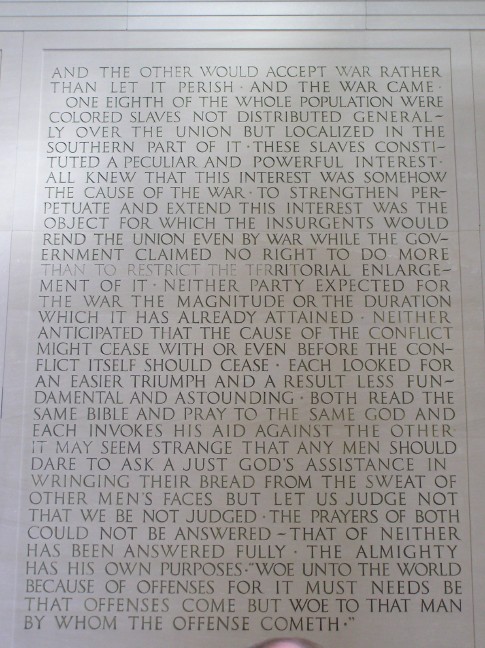 AND THE OTHER WOULD ACCEPT WAR RATHER
THAN LET IT PERISH · AND THE WAR CAME ·
ONE EIGHTH OF THE WHOLE POPULATION WERE
COLORED SLAVES NOT DISTRIBUTED GENERAL-
LY OVER THE UNION BUT LOCALIZED IN THE
SOUTHERN PART OF IT · THESE SLAVES CONSTI-
TUTED A PECULIAR AND POWERFUL INTEREST ·
ALL KNEW THAT THIS INTEREST WAS SOMEHOW
THE CAUSE OF THE WAR · TO STRENGTHEN PER-
PETUATE AND EXTEND THIS INTEREST WAS THE
OBJECT FOR WHICH THE INSURGENTS WOULD
REND THE UNION EVEN BY WAR WHILE THE GOV-
ERNMENT CLAIMED NO RIGHT TO DO MORE
THAN TO RESTRICT THE TERRITORIAL ENLARGE-
MENT OF IT · NEITHER PARTY EXPECTED FOR
THE WAR THE MAGNITUDE OR THE DURATION
WHICH IT HAS ALREADY ATTAINED · NEITHER
ANTICIPATED THAT THE CAUSE OF THE CONFLICT
MIGHT CEASE WITH OR EVEN BEFORE THE CON-
FLICT ITSELF SHOULD CEASE · EACH LOOKED FOR
AN EASIER TRIUMPH AND A RESULT LESS FUN-
DAMENTAL AND ASTOUNDING · BOTH READ THE
SAME BIBLE AND PRAY TO THE SAME GOD AND
EACH INVOKES HIS AID AGAINST THE OTHER ·
IT MAY SEEM STRANGE THAT ANY MEN SHOULD
DARE TO ASK A JUST GOD'S ASSISTANCE IN
WRINGING THEIR BREAD FROM THE SWEAT OF
OTHER MEN'S FACES BUT LET US JUDGE NOT
THAT WE BE NOT JUDGED · THE PRAYERS OF BOTH
COULD NOT BE ANSWERED – THAT OF NEITHER
HAS BEEN ANSWERED FULLY · THE ALMIGHTY
HAS HIS OWN PURPOSES · "WOE UNTO THE WORLD
BECAUSE OF OFFENSES FOR IT MUST NEEDS BE
THAT OFFENSES COME BUT WOE TO THAT MAN
BY WHOM THE OFFENSE COMETH ·"